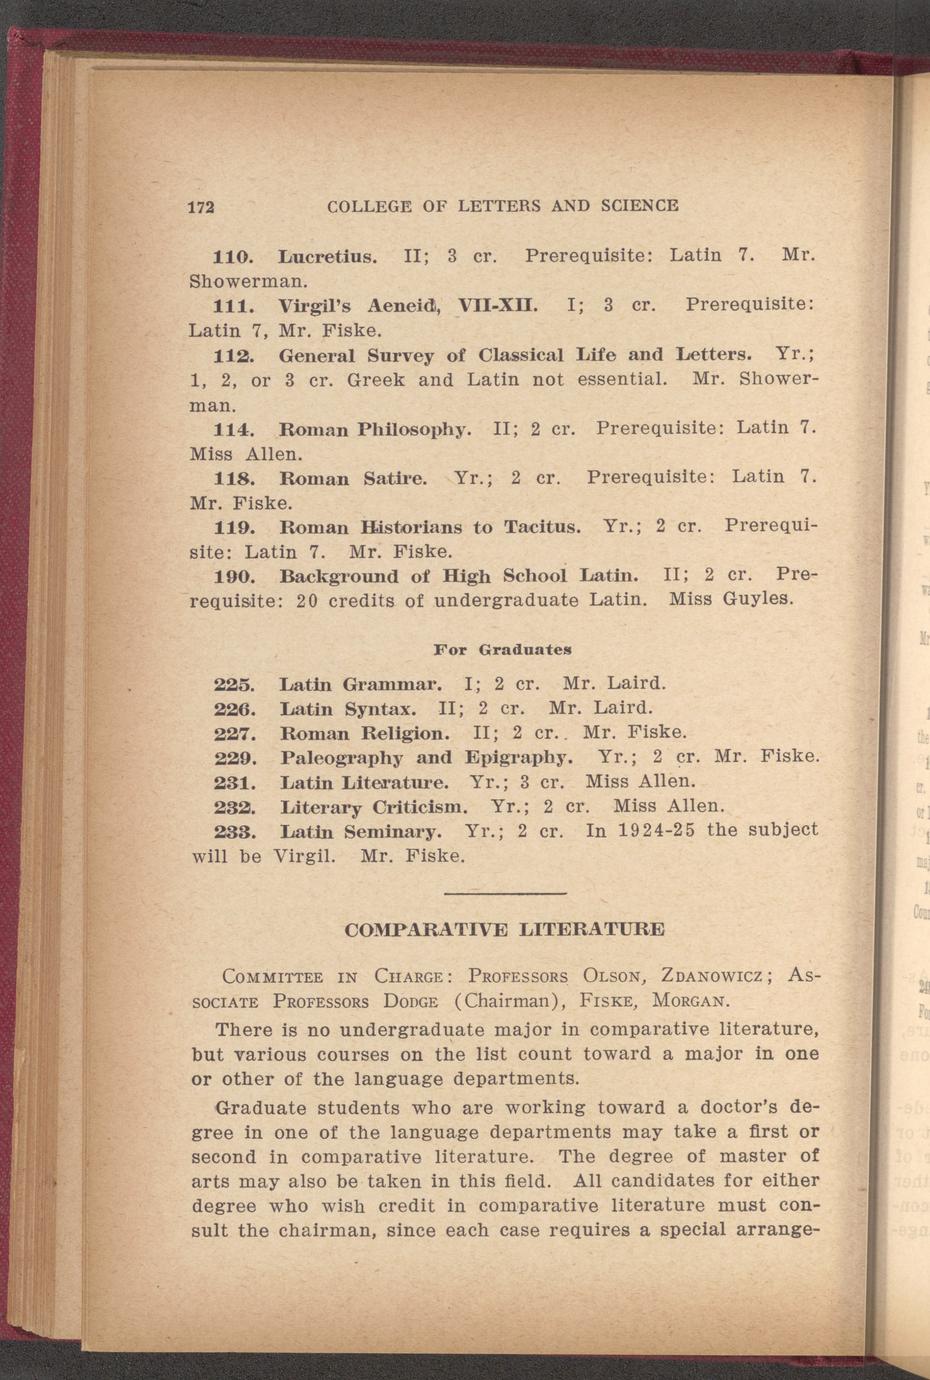 172 COLLEGE OF LETTERS AND SCIENCE
110. Lucretius. II; 3 cr. Prerequisite: Latin 7. Mr.
Showerman.
111. Virgil's Aeneid, VII-XII. I; 3 cr. Prerequisite:
Latin 7, Mr. Fiske.
112. General Survey of Classical Life and Letters. Yr.;
1, 2, or 3 cr. Greek and Latin not essential. Mr. Shower-
man.
114. Roman Philosophy. II; 2 cr. Prerequisite: Latin 7.
Miss Allen.
118. Roman Satire. Yr.; 2 cr. Prerequisite: Latin 7.
Mr. Fiske.
119. Roman Historians to Tacitus. Yr.; 2 cr. Prerequi-
site: Latin 7. Mr. Fiske.
190. Background of High School Latin. II; 2 cr. Pre-
requisite: 20 credits of undergraduate Latin. Miss Guyles.
For Graduates
225. Latin Grammar. I; 2 cr. Mr. Laird.
226. Latin Syntax. II; 2 cr. Mr. Laird.
227. Roman Religion. II; 2 cr. Mr. Fiske.
229. Paleography and Epigraphy. Yr.; 2 cr. Mr. Fiske.
231. Latin Literature. Yr.; 3 cr. Miss Allen.
232. Literary Criticism. Yr.; 2 cr. Miss Allen.
233. Latin Seminary. Yr.; 2 cr. In 1924-25 the subject
will be Virgil. Mr. Fiske.
COMPARATIVE LITERATURE
COMMITTEE IN CHARGE: PROFESSORS OLSON, ZDANOWICZ; AS-
SOCIATE PROFESSORS DODGE (Chairman), FISKE, MORGAN.
There is no undergraduate major in comparative literature,
but various courses on the list count toward a major in one
or other of the language departments.
Graduate students who are working toward a doctor's de-
gree in one of the language departments may take a first or
second in comparative literature. The degree of master of
arts may also be taken in this field. All candidates for either
degree who wish credit in comparative literature must con-
sult the chairman, since each case requires a special arrange-